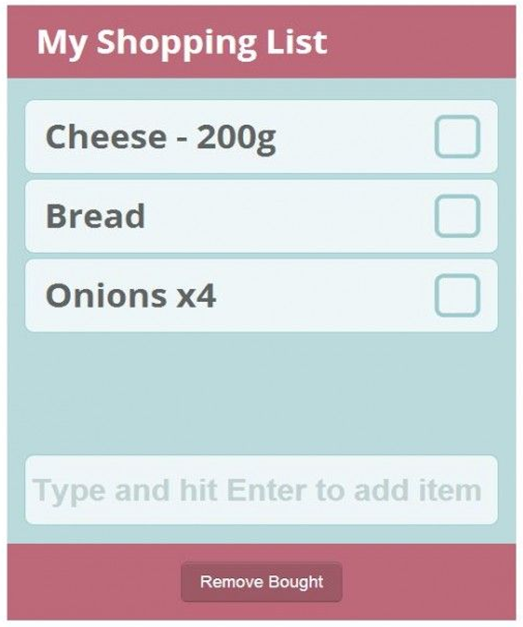 My Shopping List
Cheese - 200g
Bread
Onions x4
Type and hit Enter to add item
Remove Bought